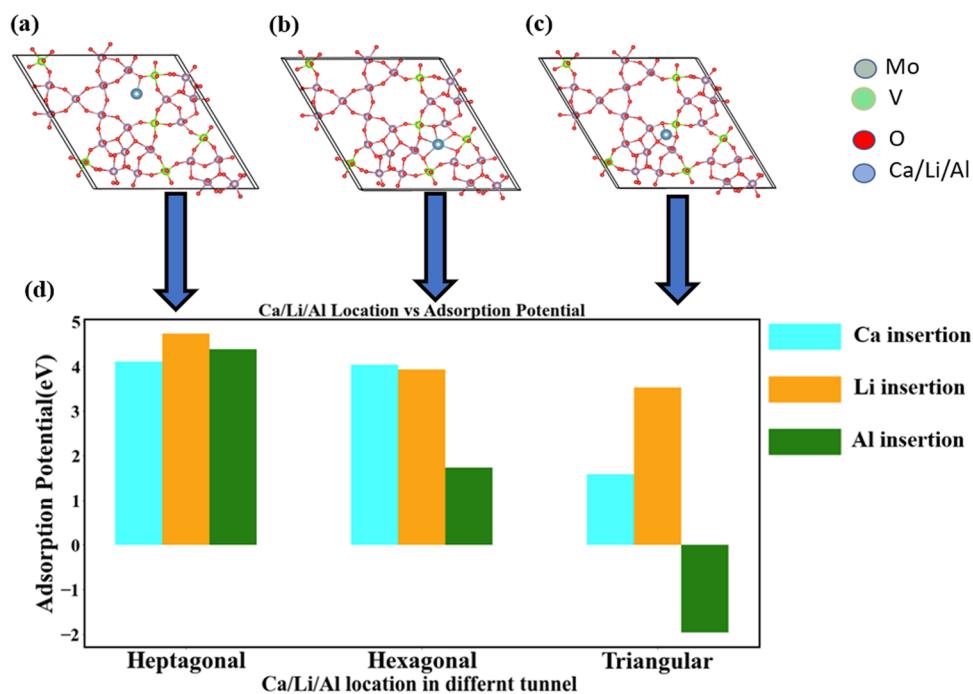 (a)
(b)
(c)
Mo
V
O
Ca/Li/Al
(d)
Ca/Li/Al Location vs Adsorption Potential
Adsorption Potential(eV)
5
4
3
2
1
0
−1
−2
Ca insertion
Li insertion
Al insertion
Heptagonal
Hexagonal
Triangular
Ca/Li/Al location in differnt tunnel